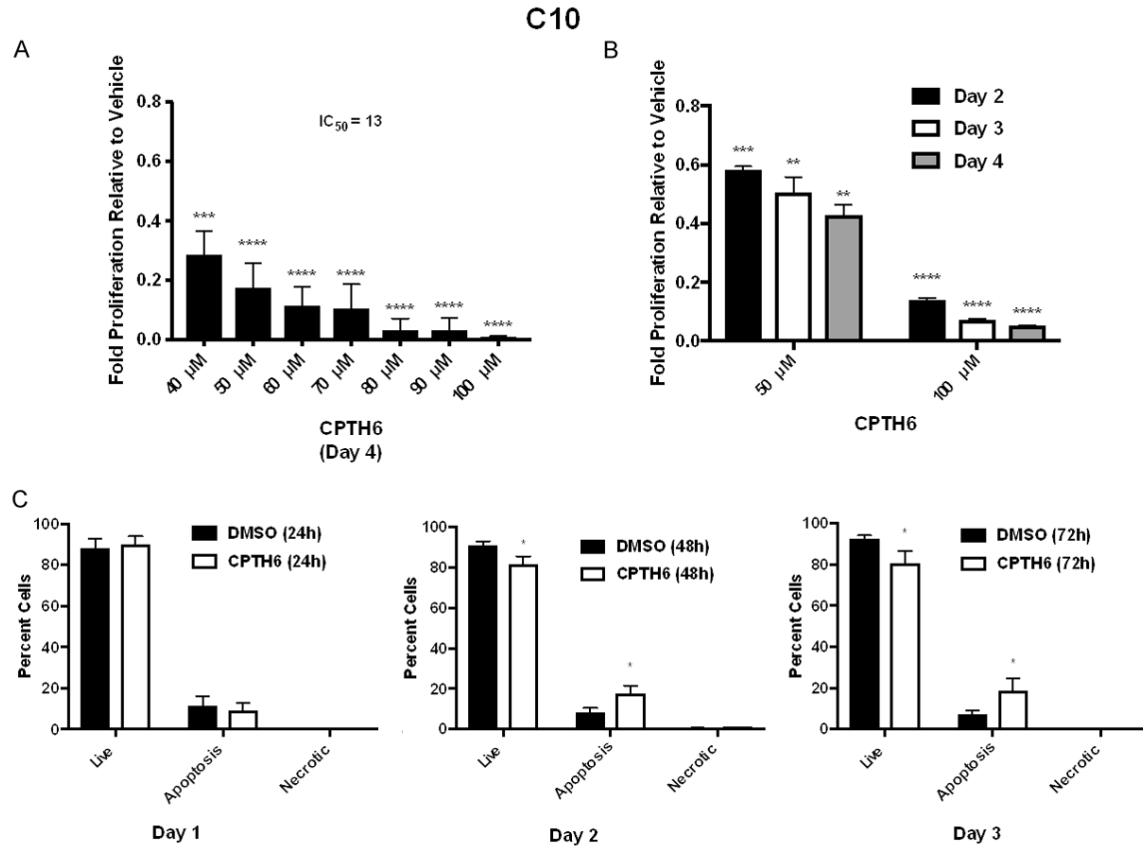 C10
A
Fold Proliferation Relative to Vehicle
0.8
0.6
0.4
0.2
0.0
IC50 = 13
***
****
****
****
****
****
****
40 µM
50 µM
60 µM
70 µM
80 µM
90 µM
100 µM
CPTH6
(Day 4)
B
Fold Proliferation Relative to Vehicle
0.8
0.6
0.4
0.2
0.0
Day 2
Day 3
Day 4
***
**
**
****
****
****
50 µM
100 µM
CPTH6
C
Percent Cells
100
80
60
40
20
0
DMSO (24h)
CPTH6 (24h)
Live
Apoptosis
Necrotic
Day 1
Percent Cells
100
80
60
40
20
0
DMSO (48h)
CPTH6 (48h)
*
*
Live
Apoptosis
Necrotic
Day 2
Percent Cells
100
80
60
40
20
0
DMSO (72h)
CPTH6 (72h)
*
*
Live
Apoptosis
Necrotic
Day 3